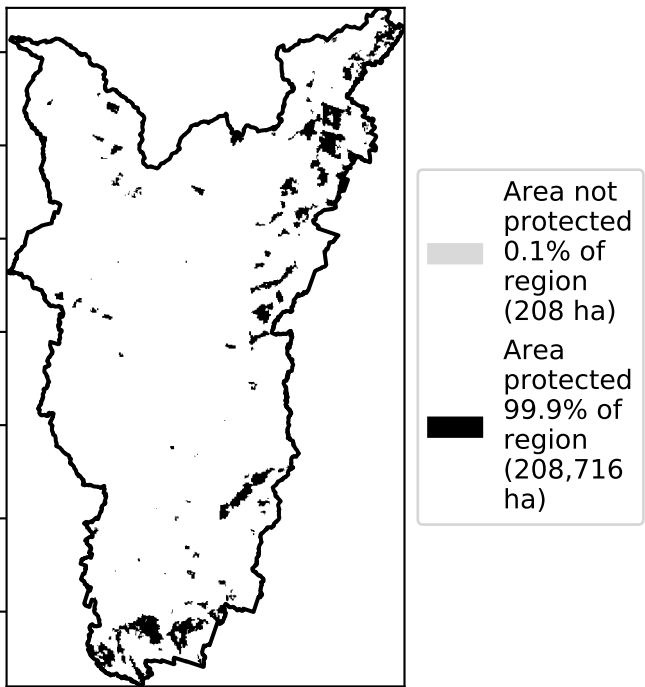 Area not
protected
0.1% of
region
(208 ha)
Area
protected
99.9% of
region
(208,716
ha)